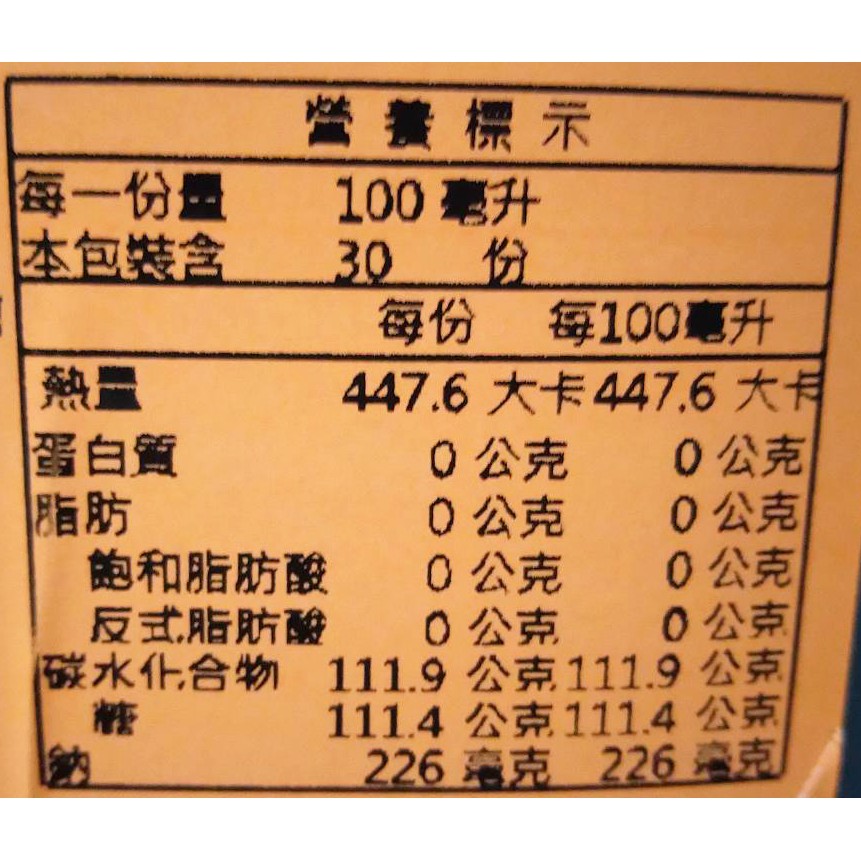 營養標示
每一份量 100 毫升
本包裝含 30 份
每份 每100毫升
熱量 447.6 大卡 447.6 大卡
蛋白質 0 公克 0 公克
脂肪 0 公克 0 公克
飽和脂肪酸 0 公克 0 公克
反式脂肪酸 0 公克 0 公克
碳水化合物 111.9 公克 111.9 公克
糖 111.4 公克 111.4 公克
鈉 226 毫克 226 毫克